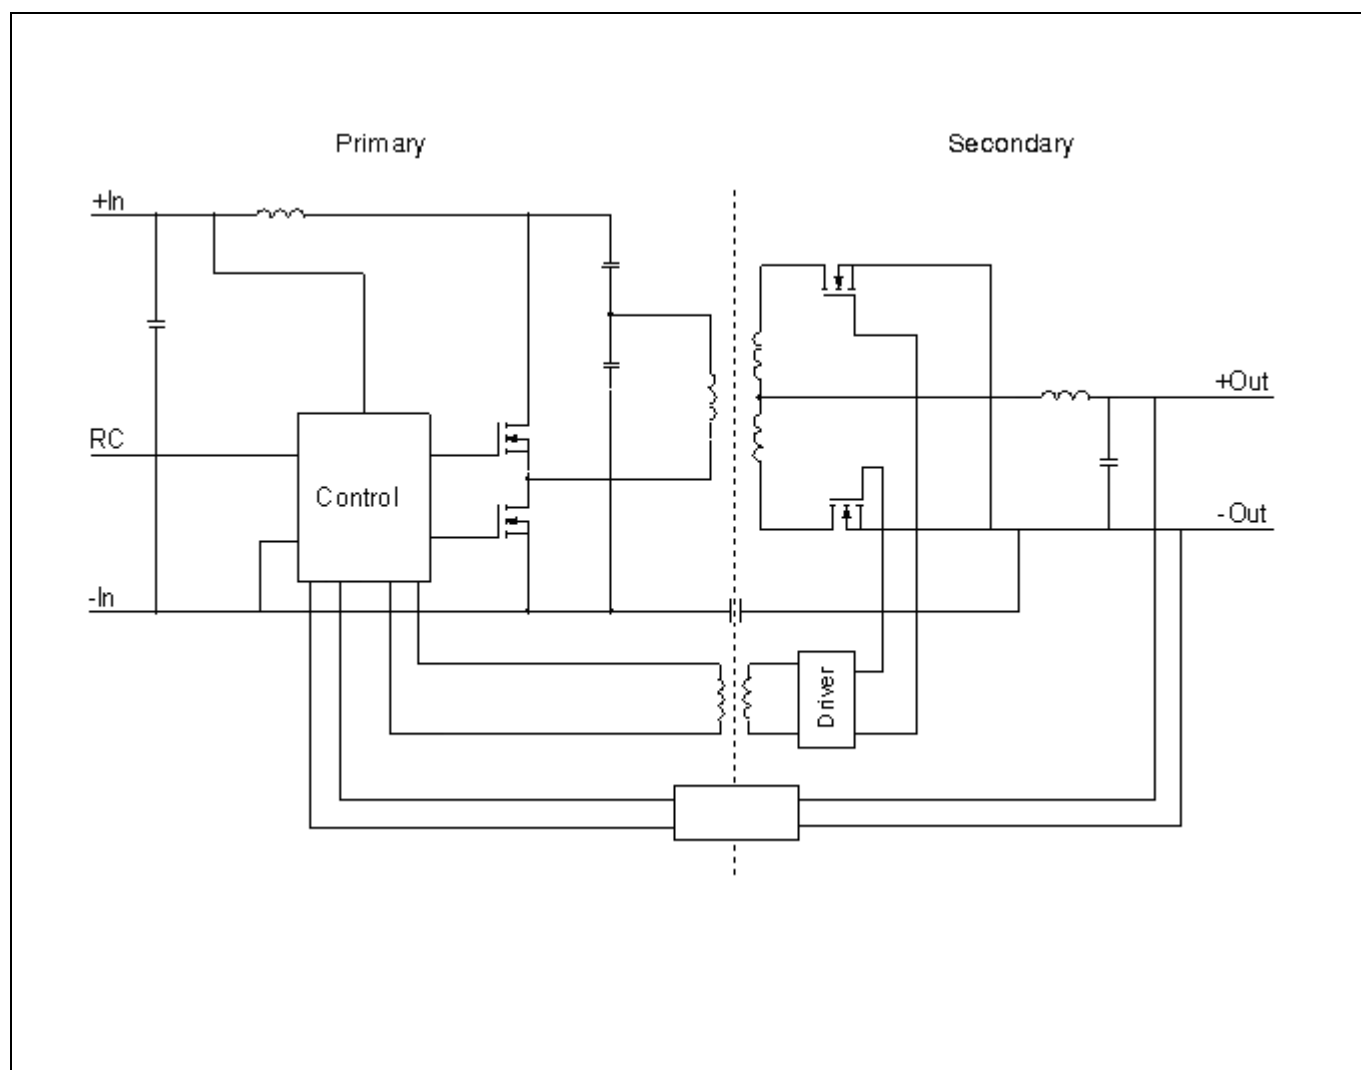 Primary
Secondary
+In
+Out
RC
Control
-Out
-In
Driver